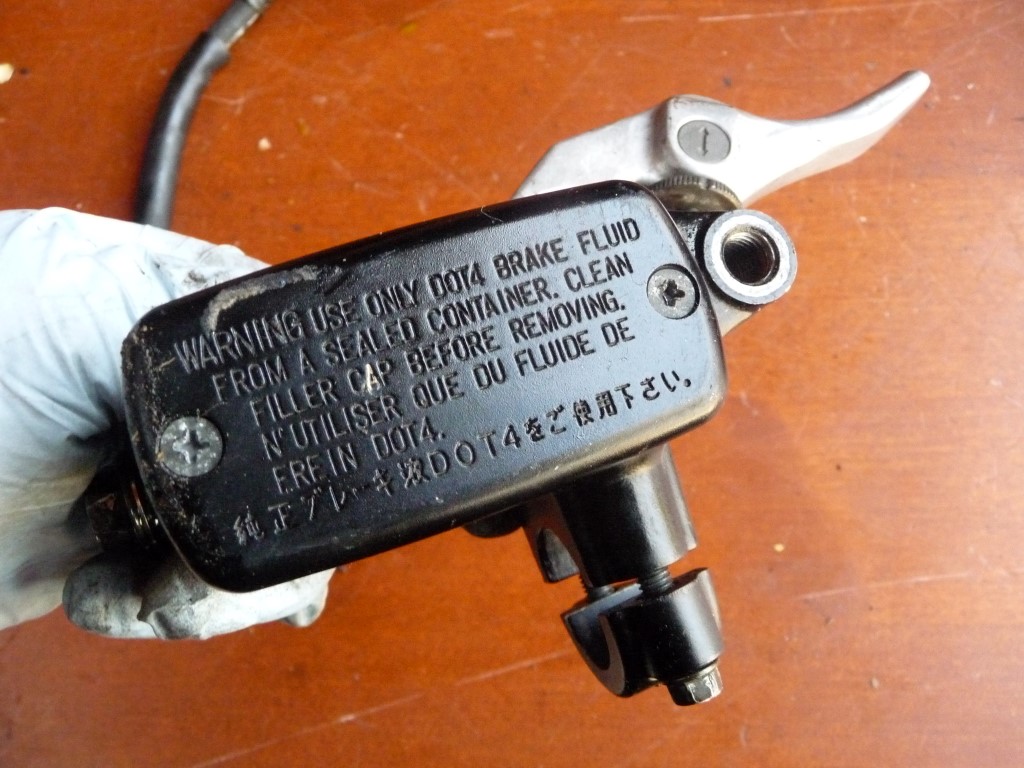 WARNING USE ONLY DOT4 BRAKE FLUID
FROM A SEALED CONTAINER. CLEAN
FILLER CAP BEFORE REMOVING.
N'UTILISER QUE DU FLUIDE DE
FREIN DOT4.
純正ブレーキ液DOT4をご使用下さい。